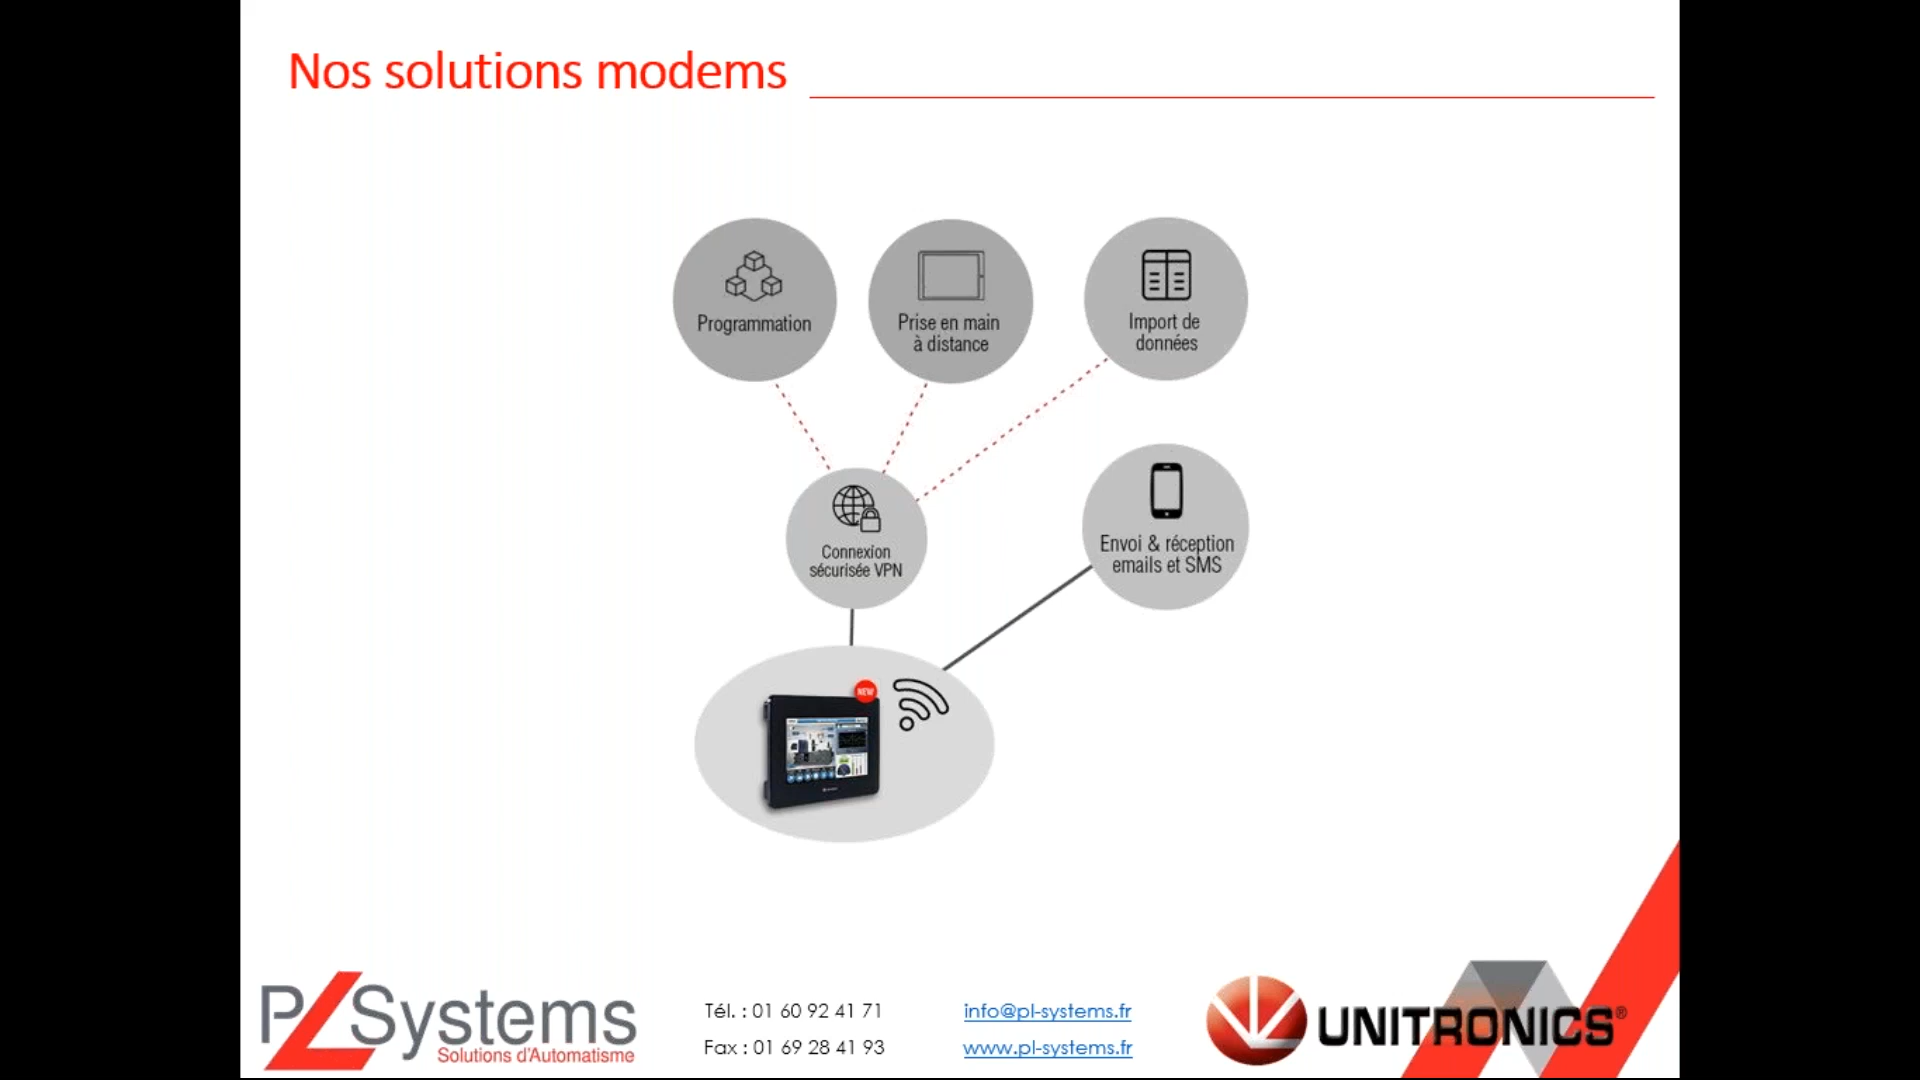 Nos solutions modems
Programmation
Prise en main
à distance
Import de
données
Connexion
sécurisée VPN
Envoi & réception
emails et SMS
NEW
PL Systems
Solutions d'Automatisme
Tél. : 01 60 92 41 71
Fax : 01 69 28 41 93
info@pl-systems.fr
www.pl-systems.fr
UNITRONICS®